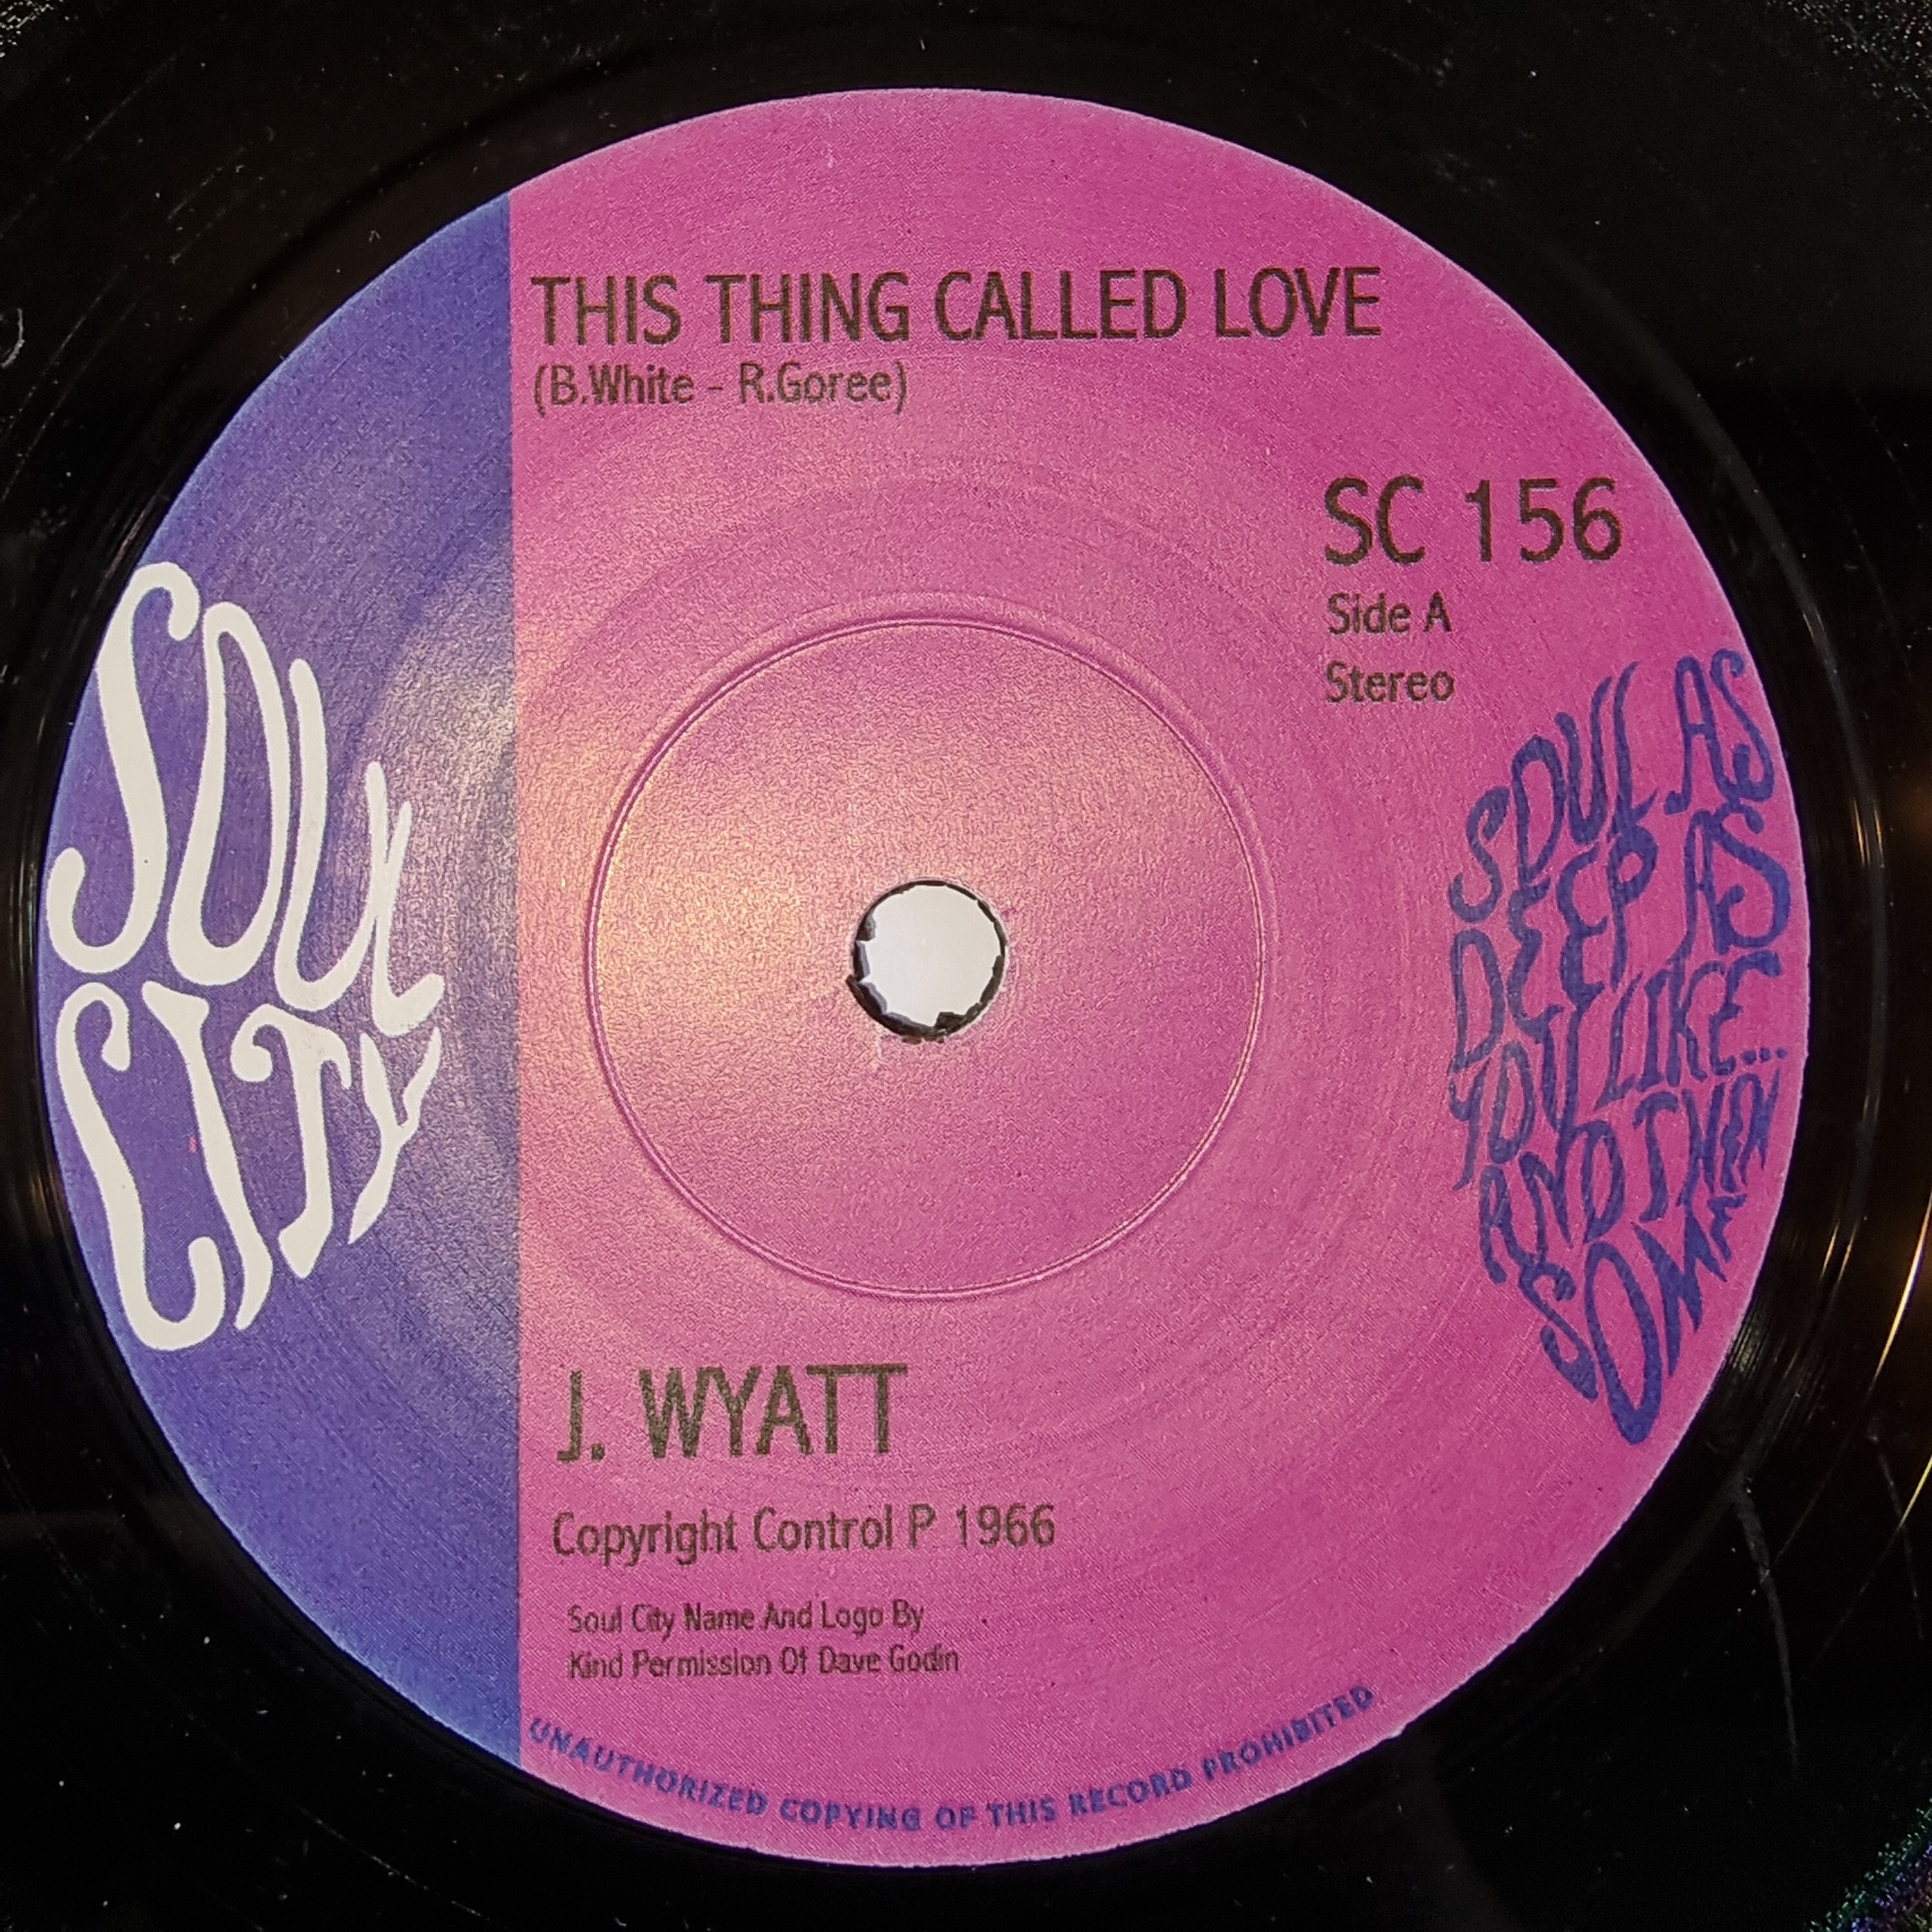 THIS THING CALLED LOVE
(B.White - R.Goree)
SC 156
Side A
Stereo
SOUL
CITY
SOUL AS
DEEP AS
YOU LIKE...
AND THEN
SOME
J. WYATT
Copyright Control P 1966
Soul City Name And Logo By
Kind Permission Of Dave Godin
UNAUTHORIZED COPYING OF THIS RECORD PROHIBITED